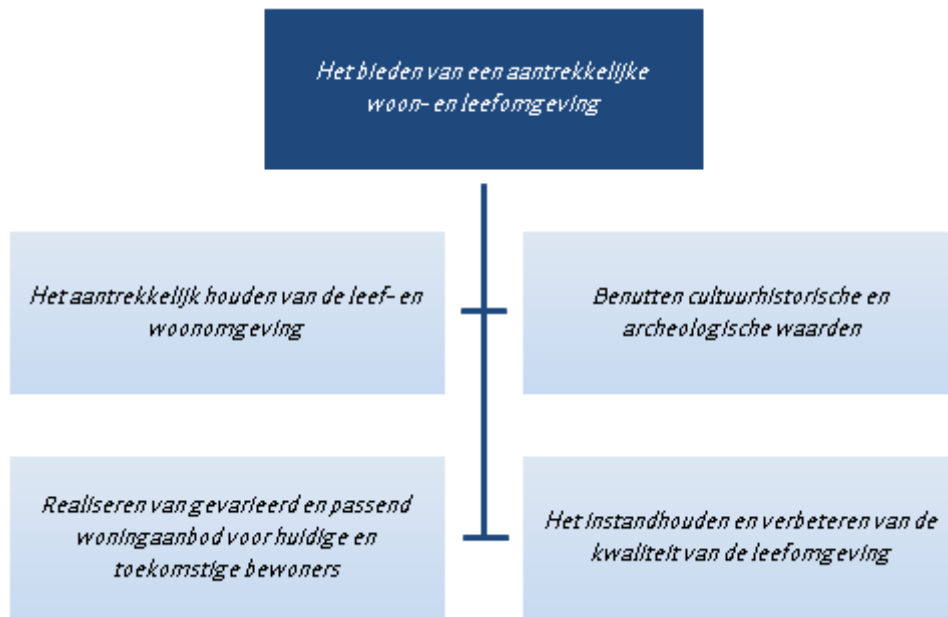 Het bieden van een aantrekkelijke
woon- en leefomgeving
Het aantrekkelijk houden van de leef- en
woonomgeving
Benutten cultuurhistorische en
archeologische waarden
Realiseren van gevarieerd en passend
woningaanbod voor huidige en
toekomstige bewoners
Het instandhouden en verbeteren van de
kwaliteit van de leefomgeving